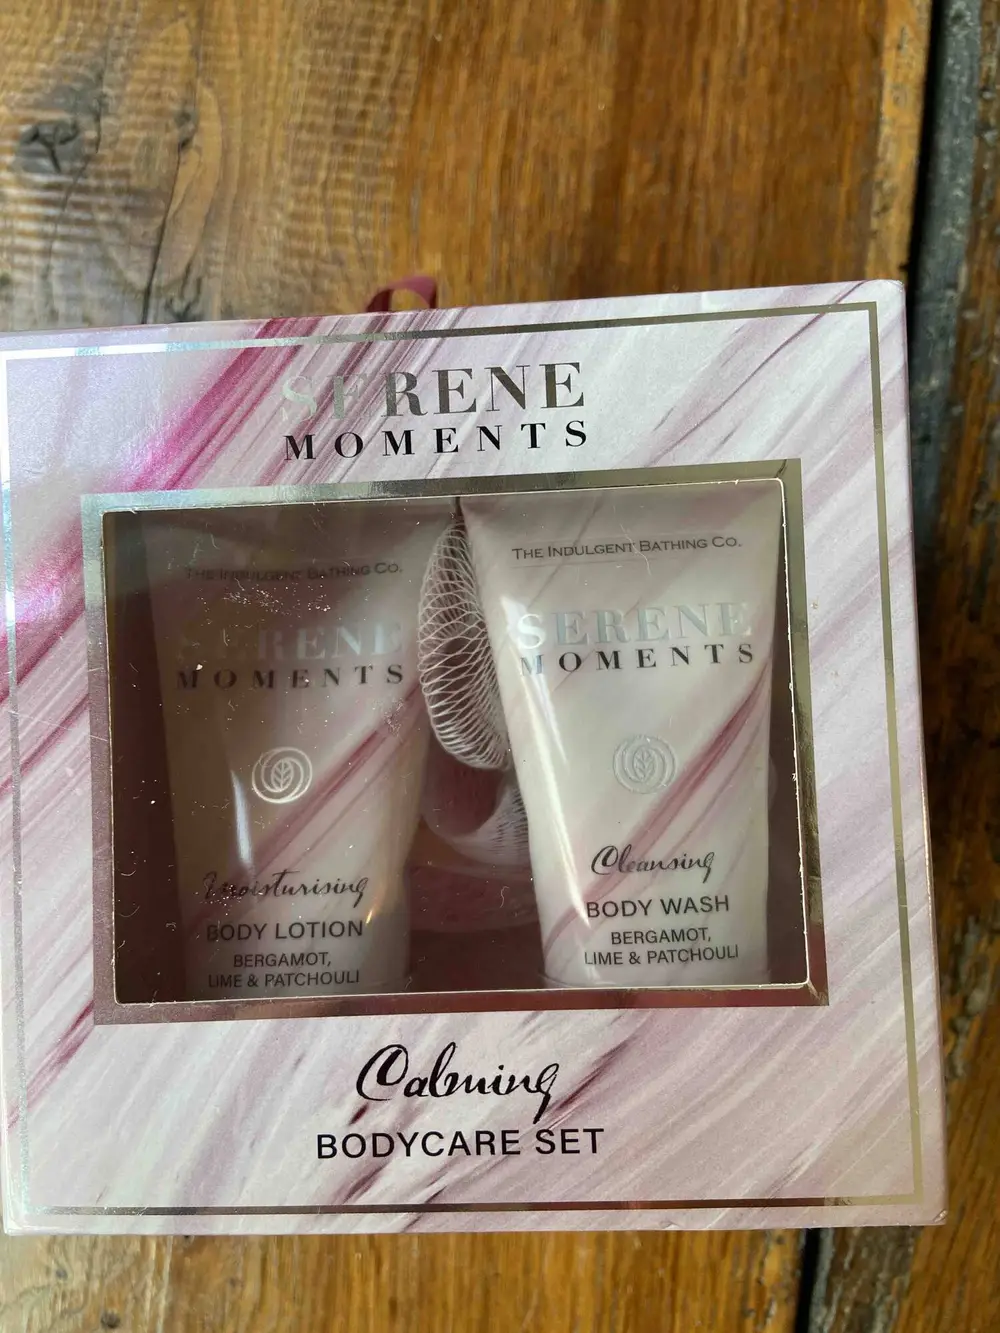 SERENE
MOMENTS
THE INDULGENT BATHING CO.
SERENE
MOMENTS
Moisturising
BODY LOTION
BERGAMOT,
LIME & PATCHOULI
THE INDULGENT BATHING CO.
SERENE
MOMENTS
Cleansing
BODY WASH
BERGAMOT,
LIME & PATCHOULI
Calming
BODYCARE SET